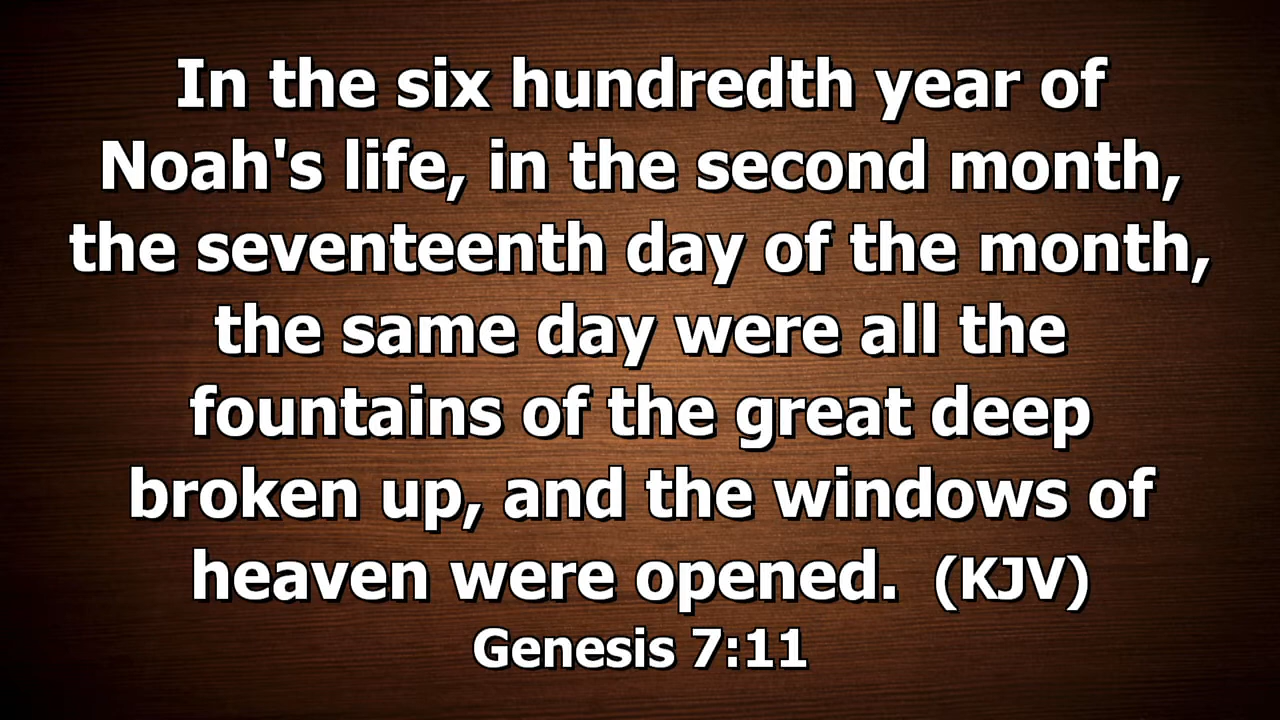 In the six hundredth year of
Noah's life, in the second month,
the seventeenth day of the month,
the same day were all the
fountains of the great deep
broken up, and the windows of
heaven were opened.  (KJV)
Genesis 7:11